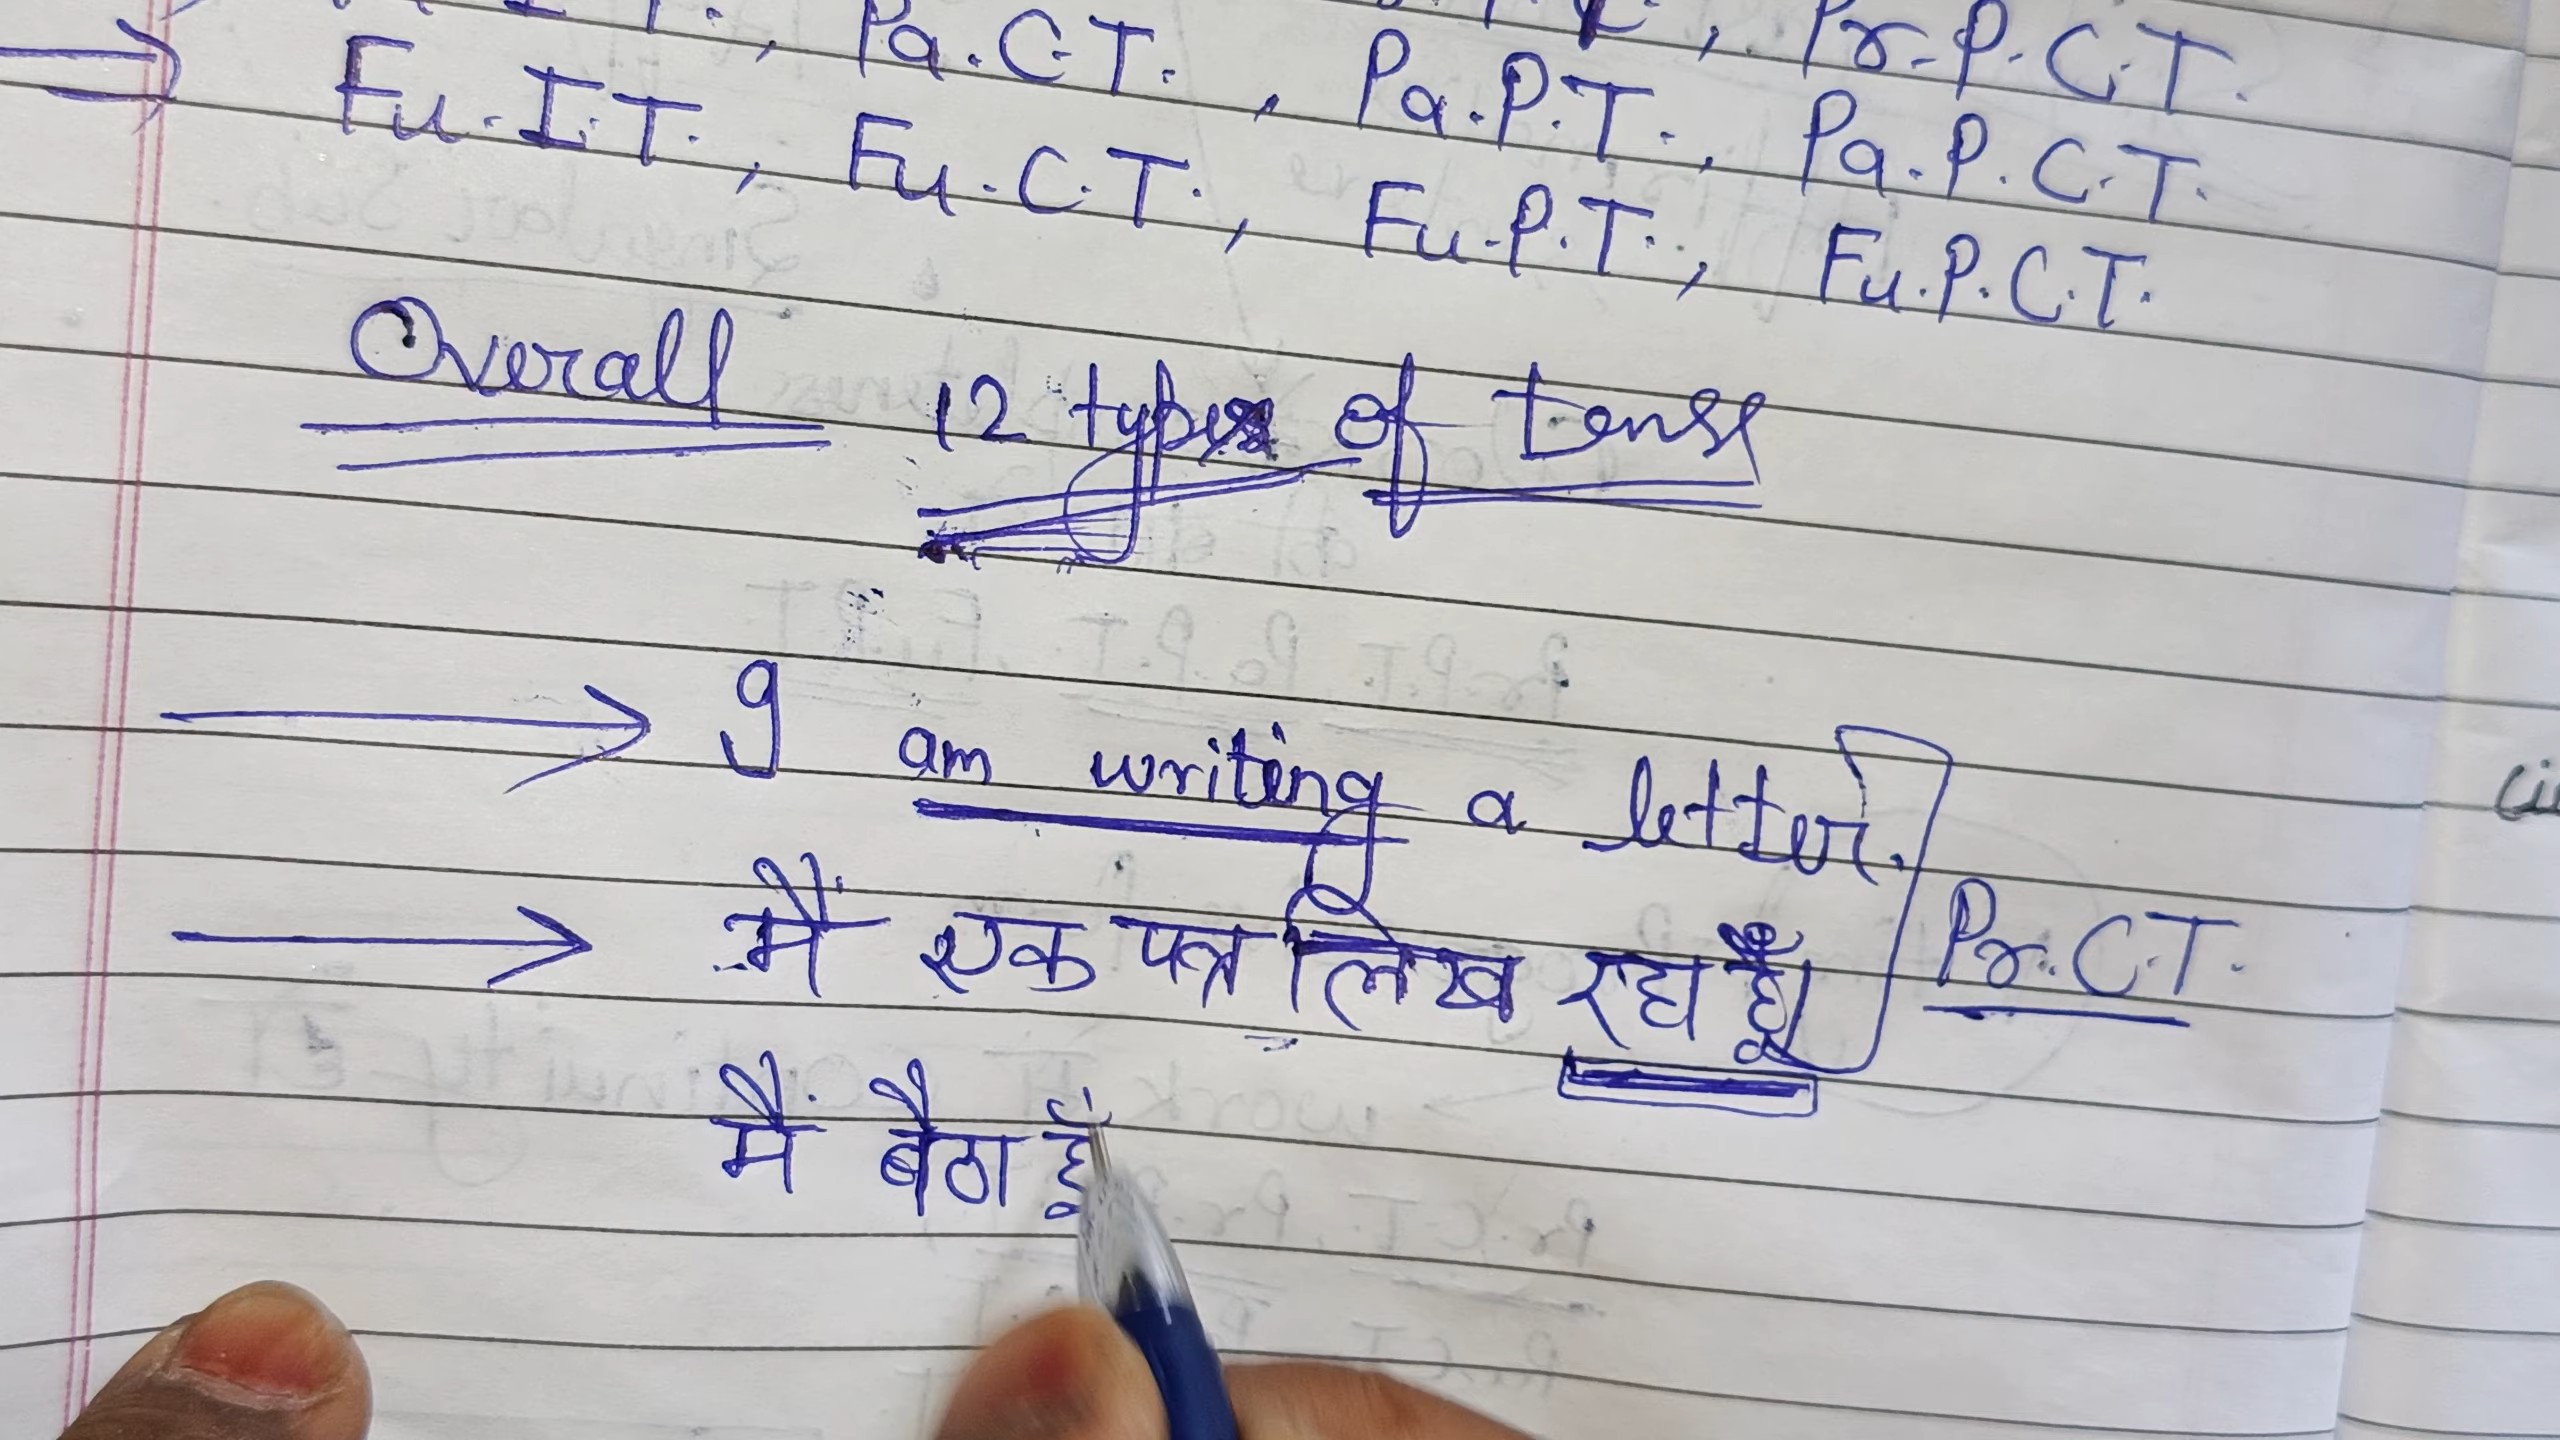 Pa.C.T. , Pr.P.C.T.
Pa.P.T. , Pa.P.C.T.
Fu.I.T. , Fu.C.T. , Fu.P.T. , Fu.P.C.T.
Overall 12 types of tense
I am writing a letter.
मैं एक पत्र लिख रहा हूँ
Pr.C.T.
मैं बैठा हूँ